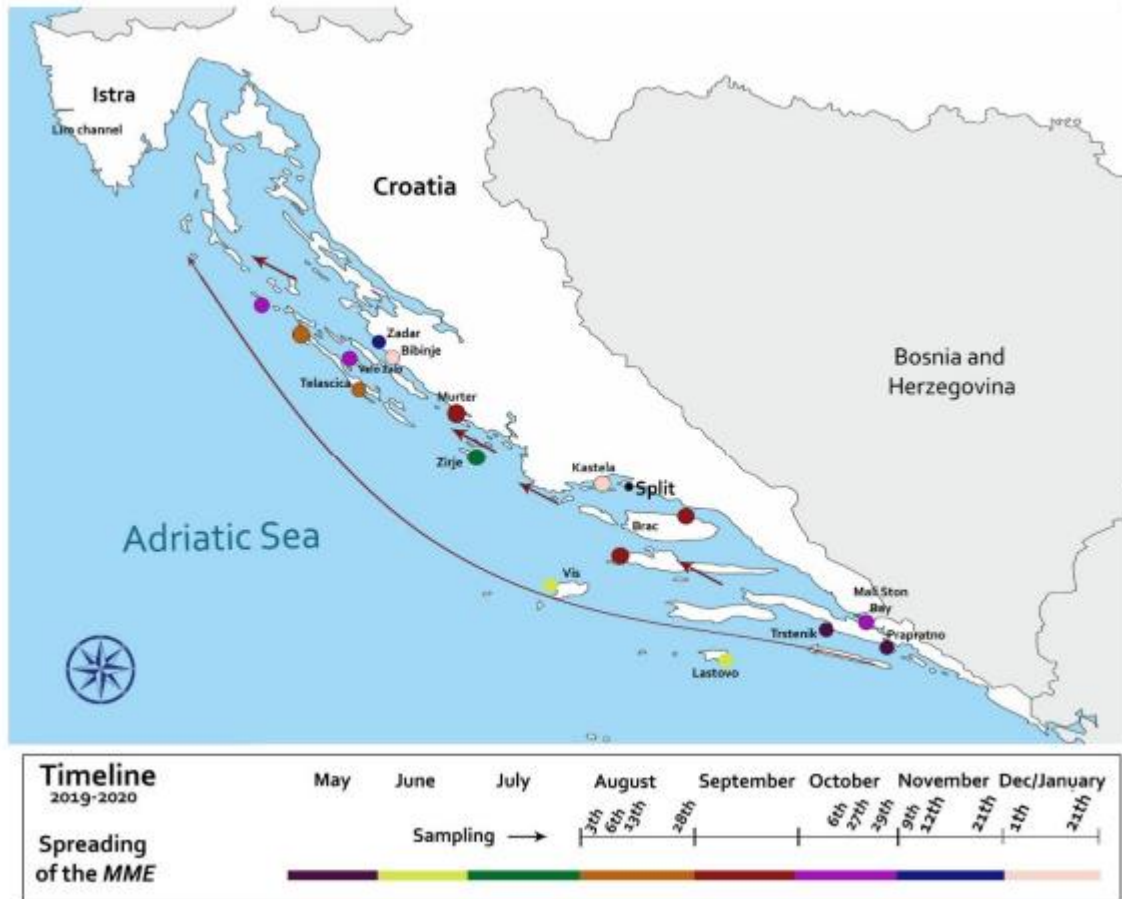 Istra
Lim channel
Croatia
Zadar
Bibinje
Velo žalo
Telascica
Murter
Zirje
Kastela
Split
Brac
Bosnia and
Herzegovina
Adriatic Sea
Vis
Mali Ston
Bay
Trstenik
Prapratno
Lastovo
Timeline
2019-2020
May June July August September October November Dec/January
3th 6th 13th 28th 6th 27th 29th 9th 12th 21th 1th 21th
Sampling
Spreading
of the MME